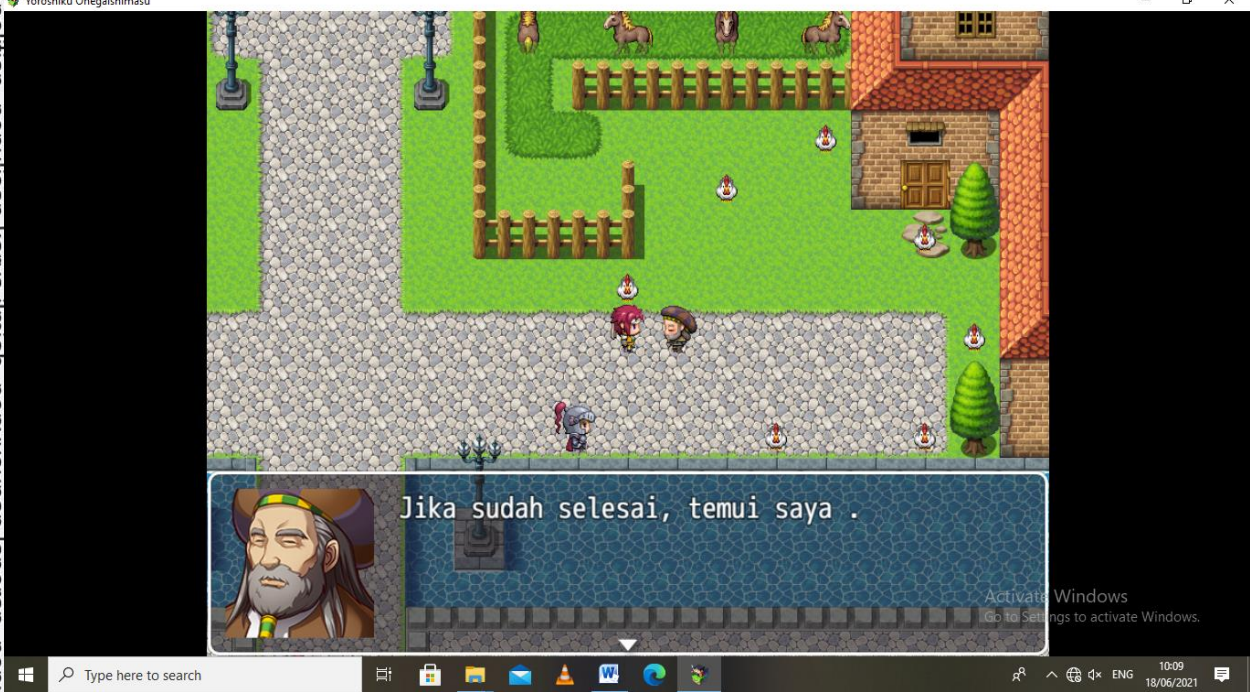 Yoroshiku Onegaishimasu
Jika sudah selesai, temui saya .
Activate Windows
Go to Settings to activate Windows.
Type here to search
W
ENG
10:09
18/06/2021